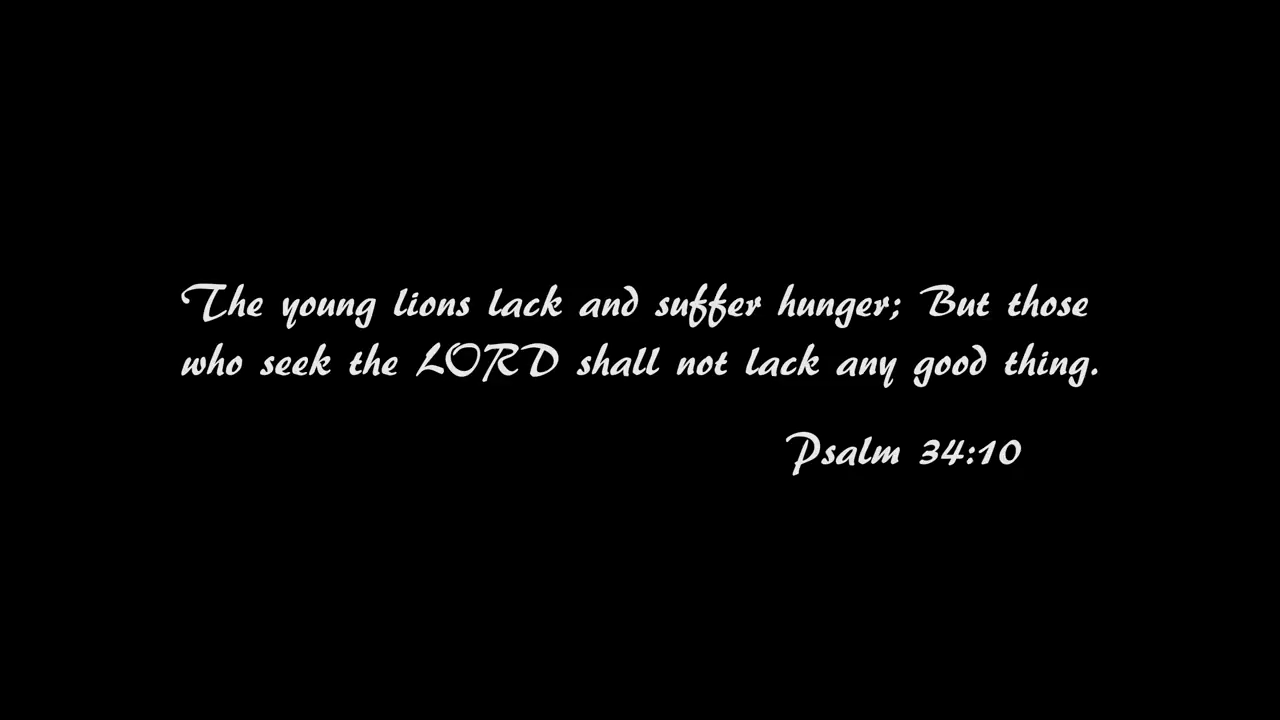 The young lions lack and suffer hunger; But those
who seek the LORD shall not lack any good thing.
Psalm 34:10